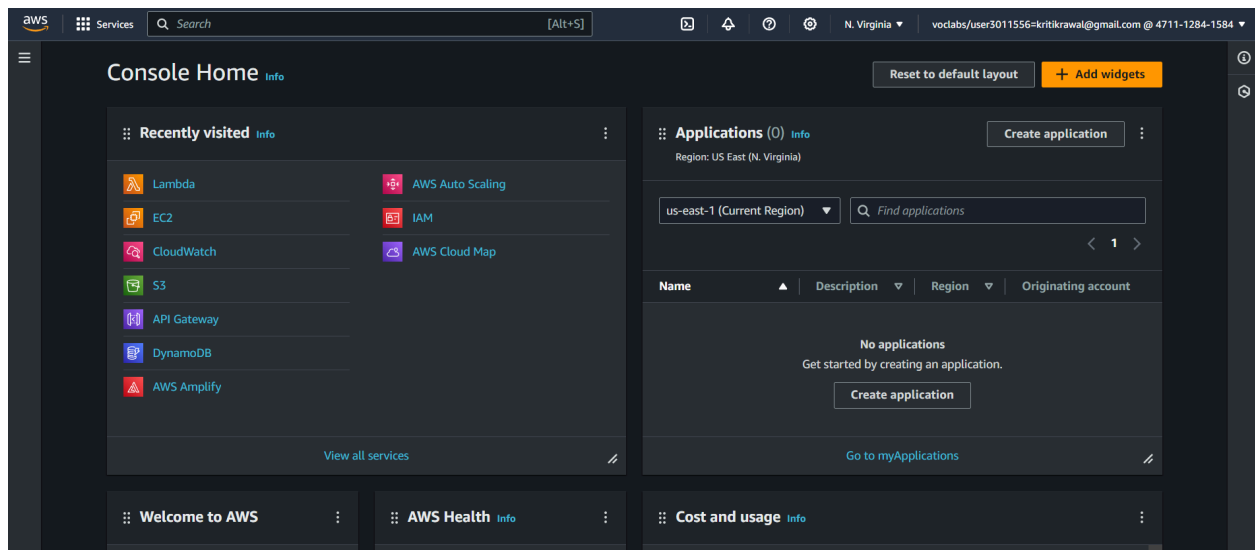 aws Services Search [Alt+S] N. Virginia voclabs/user3011556=kritikrawal@gmail.com @ 4711-1284-1584
Console Home Info
Reset to default layout
+ Add widgets
Recently visited Info
Lambda
EC2
CloudWatch
S3
API Gateway
DynamoDB
AWS Amplify
AWS Auto Scaling
IAM
AWS Cloud Map
View all services
Applications (0) Info
Region: US East (N. Virginia)
Create application
us-east-1 (Current Region)
Find applications
1
Name Description Region Originating account
No applications
Get started by creating an application.
Create application
Go to myApplications
Welcome to AWS
AWS Health Info
Cost and usage Info